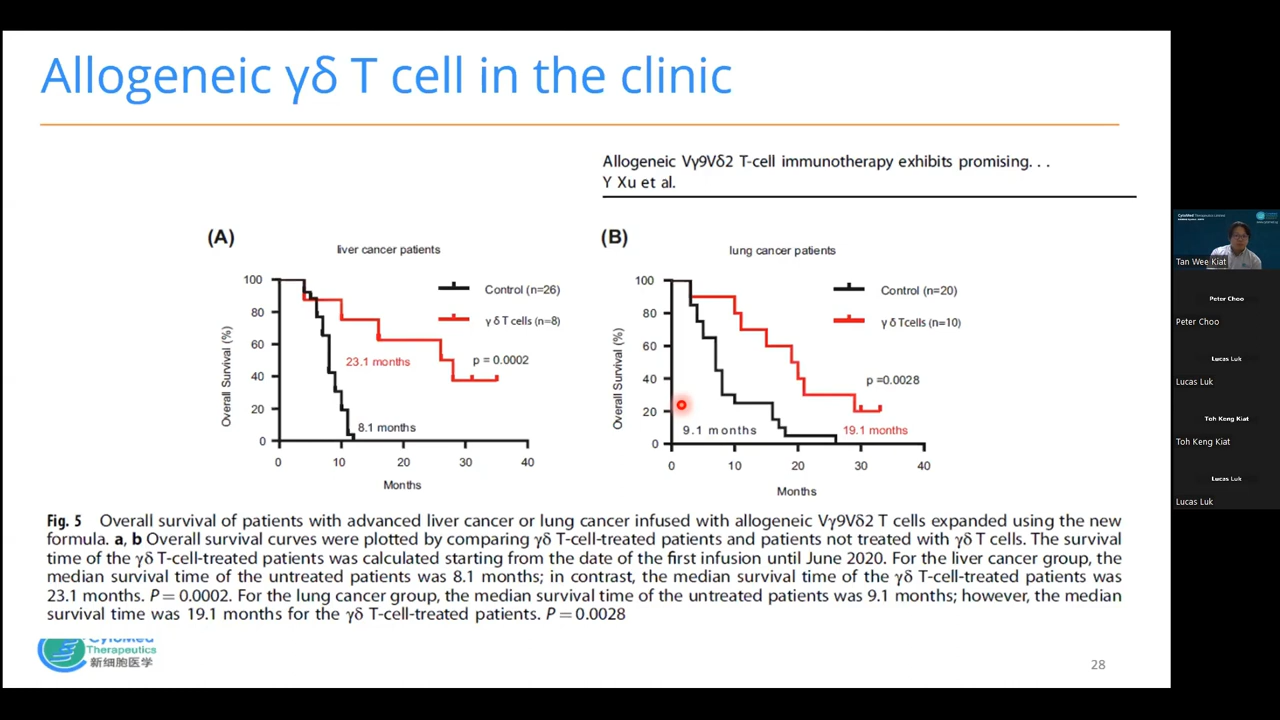 Allogeneic γδ T cell in the clinic
Allogeneic Vγ9Vδ2 T-cell immunotherapy exhibits promising. . .
Y Xu et al.
(A)
liver cancer patients
100
80
60
40
20
0
Overall Survival (%)
Control (n=26)
γ δ T cells (n=8)
p = 0.0002
23.1 months
8.1 months
0 10 20 30 40
Months
(B)
lung cancer patients
100
80
60
40
20
0
Overall Survival (%)
Control (n=20)
γ δ Tcells (n=10)
p =0.0028
9.1 months
19.1 months
0 10 20 30 40
Months
Fig. 5 Overall survival of patients with advanced liver cancer or lung cancer infused with allogeneic Vγ9Vδ2 T cells expanded using the new
formula. a, b Overall survival curves were plotted by comparing γδ T-cell-treated patients and patients not treated with γδ T cells. The survival
time of the γδ T-cell-treated patients was calculated starting from the date of the first infusion until June 2020. For the liver cancer group, the
median survival time of the untreated patients was 8.1 months; in contrast, the median survival time of the γδ T-cell-treated patients was
23.1 months. P = 0.0002. For the lung cancer group, the median survival time of the untreated patients was 9.1 months; however, the median
survival time was 19.1 months for the γδ T-cell-treated patients. P = 0.0028
CytoMed
Therapeutics
新细胞医学
28
Tan Wee Kiat
Peter Choo
Peter Choo
Lucas Luk
Lucas Luk
Toh Keng Kiat
Toh Keng Kiat
Lucas Luk
Lucas Luk